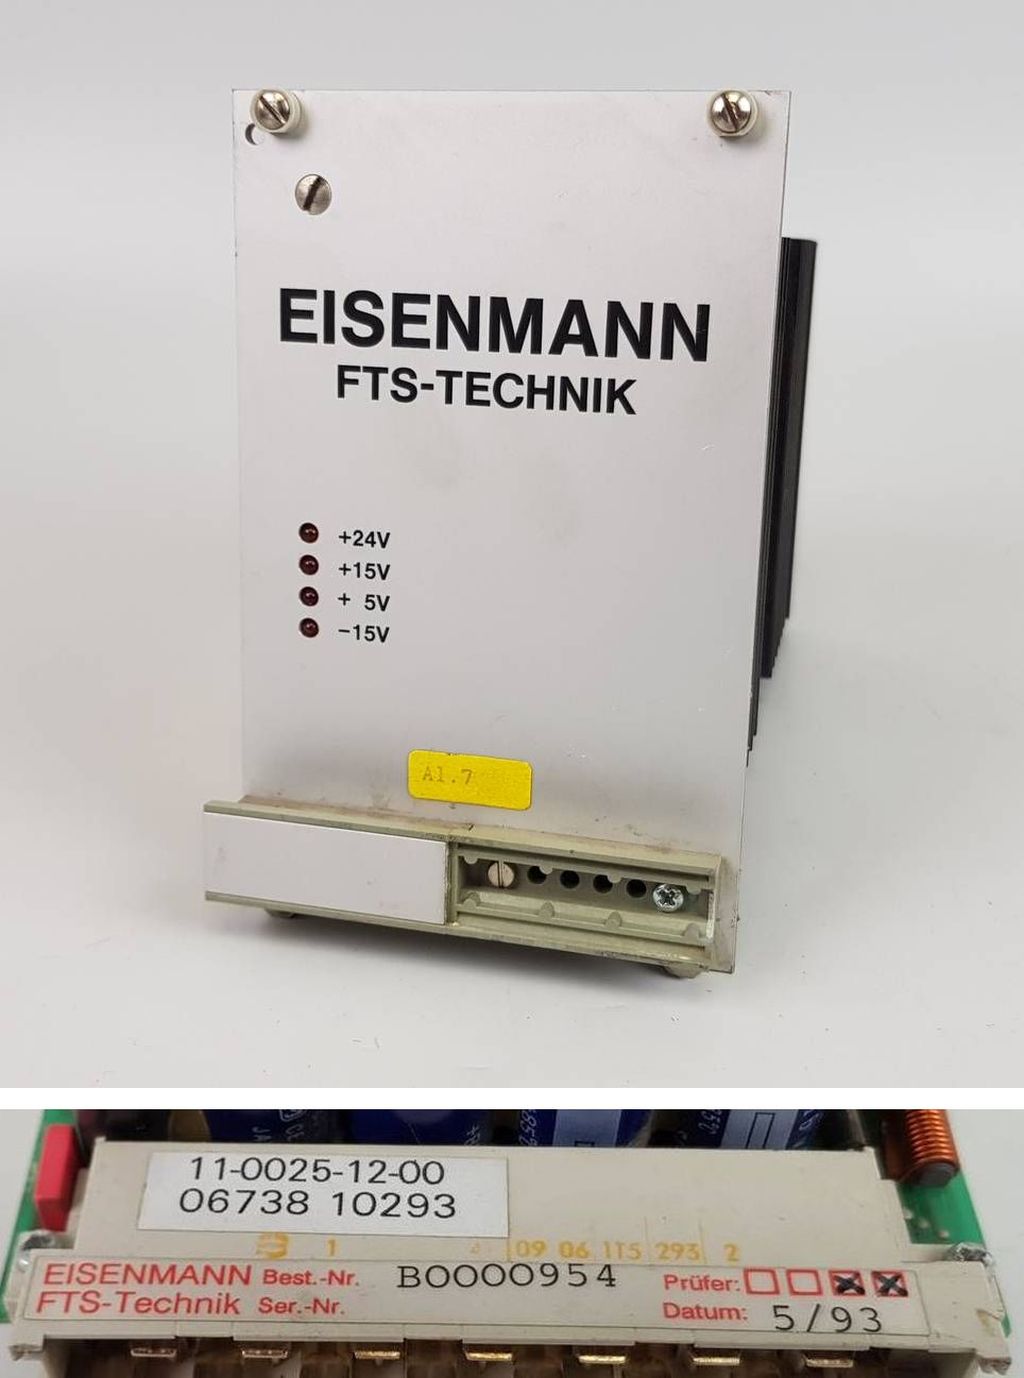 EISENMANN
FTS-TECHNIK
+24V
+15V
+ 5V
-15V
A1.7
11-0025-12-00
06738 10293
1 09 06 115 293 2
EISENMANN Best.-Nr. B0000954 Prüfer:
FTS-Technik Ser.-Nr. Datum: 5/93